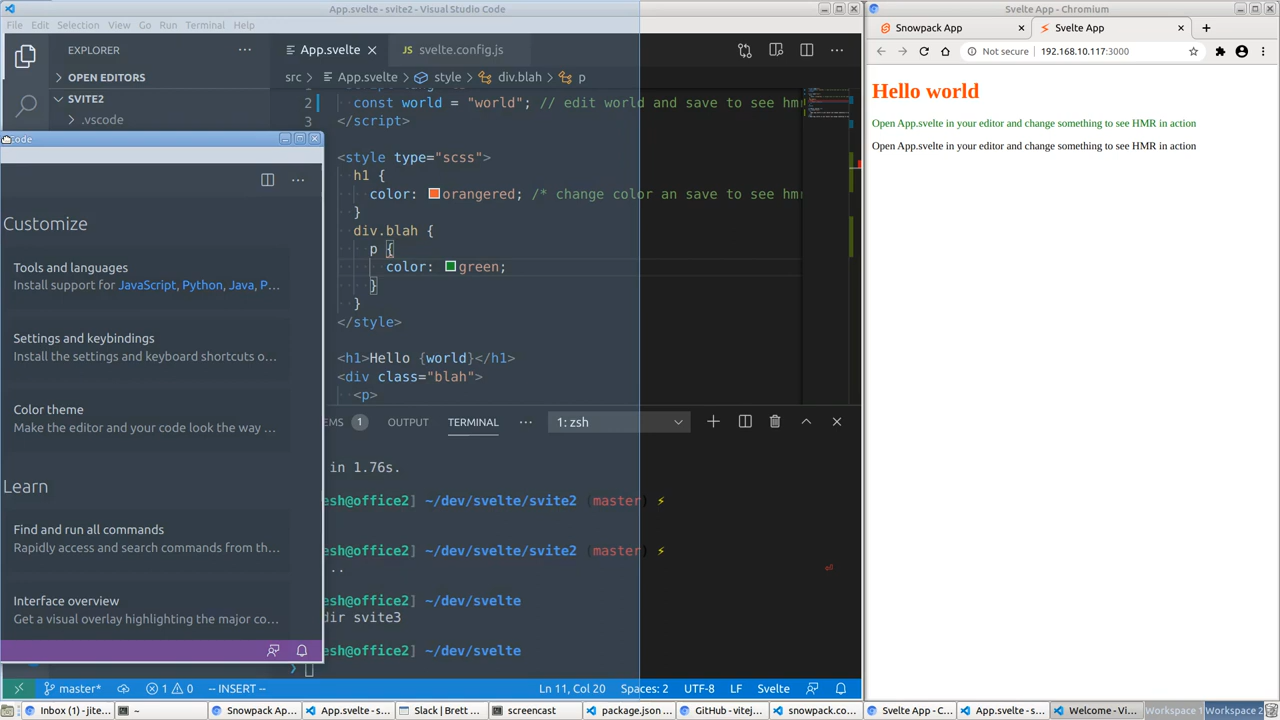 App.svelte - svite2 - Visual Studio Code
File Edit Selection View Go Run Terminal Help
EXPLORER
OPEN EDITORS
SVITE2
.vscode
App.svelte
JS svelte.config.js
src App.svelte style div.blah p
2 const world = "world"; // edit world and save to see hmr
</script>
<style type="scss">
h1 {
color: orangered; /* change color an save to see hmr
}
div.blah {
p {
color: green;
}
}
</style>
<h1>Hello {world}</h1>
<div class="blah">
<p>
EMS 1 OUTPUT TERMINAL 1: zsh
in 1.76s.
esh@office2] ~/dev/svelte/svite2 (master) ⚡
esh@office2] ~/dev/svelte/svite2 (master) ⚡
..
esh@office2] ~/dev/svelte
dir svite3
esh@office2] ~/dev/svelte
master* 1 0 -- INSERT -- Ln 11, Col 20 Spaces: 2 UTF-8 LF Svelte
Code
Customize
Tools and languages
Install support for JavaScript, Python, Java, P...
Settings and keybindings
Install the settings and keyboard shortcuts o...
Color theme
Make the editor and your code look the way ...
Learn
Find and run all commands
Rapidly access and search commands from th...
Interface overview
Get a visual overlay highlighting the major co...
Svelte App - Chromium
Snowpack App
Svelte App
Not secure 192.168.10.117:3000
Hello world
Open App.svelte in your editor and change something to see HMR in action
Open App.svelte in your editor and change something to see HMR in action
Inbox (1) - jite... ~ Snowpack Ap... App.svelte - s... Slack | Brett ... screencast package.json ... GitHub - vitej... snowpack.co... Svelte App - C... App.svelte - s... Welcome - Vi... Workspace 1 Workspace 2